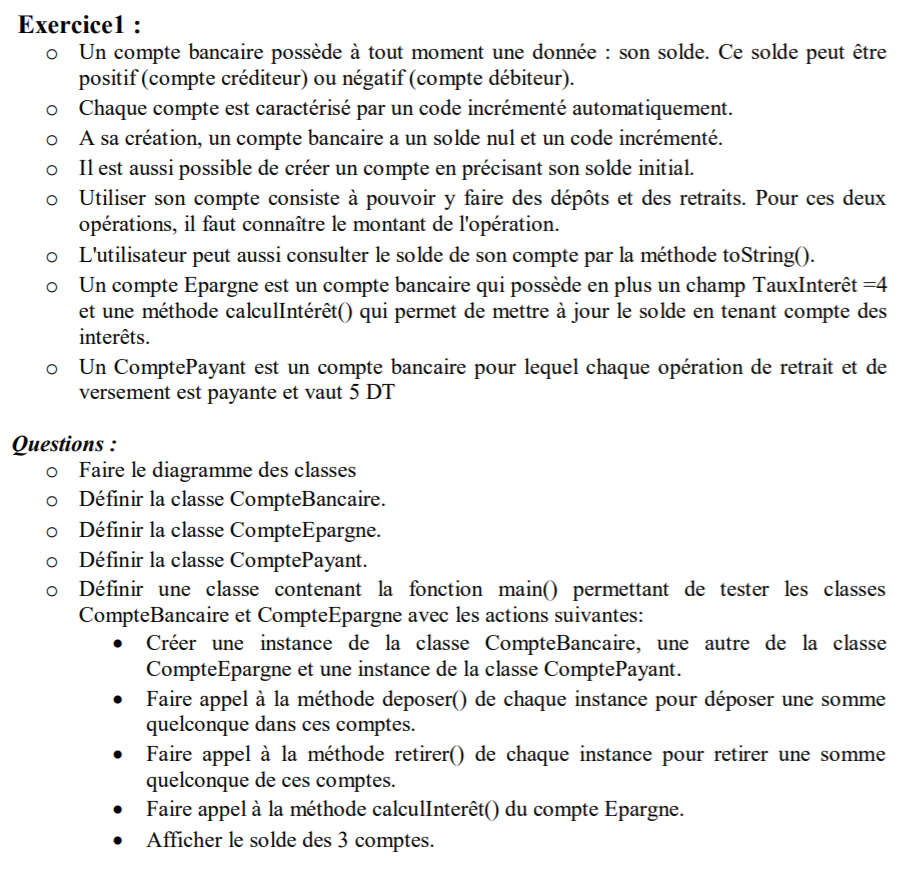 Exercice1 :
o Un compte bancaire possède à tout moment une donnée : son solde. Ce solde peut être
positif (compte créditeur) ou négatif (compte débiteur).
o Chaque compte est caractérisé par un code incrémenté automatiquement.
o A sa création, un compte bancaire a un solde nul et un code incrémenté.
o Il est aussi possible de créer un compte en précisant son solde initial.
o Utiliser son compte consiste à pouvoir y faire des dépôts et des retraits. Pour ces deux
opérations, il faut connaître le montant de l'opération.
o L'utilisateur peut aussi consulter le solde de son compte par la méthode toString().
o Un compte Epargne est un compte bancaire qui possède en plus un champ TauxInterêt =4
et une méthode calculIntérêt() qui permet de mettre à jour le solde en tenant compte des
interêts.
o Un ComptePayant est un compte bancaire pour lequel chaque opération de retrait et de
versement est payante et vaut 5 DT
Questions :
o Faire le diagramme des classes
o Définir la classe CompteBancaire.
o Définir la classe CompteEpargne.
o Définir la classe ComptePayant.
o Définir une classe contenant la fonction main() permettant de tester les classes
CompteBancaire et CompteEpargne avec les actions suivantes:
• Créer une instance de la classe CompteBancaire, une autre de la classe
CompteEpargne et une instance de la classe ComptePayant.
• Faire appel à la méthode deposer() de chaque instance pour déposer une somme
quelconque dans ces comptes.
• Faire appel à la méthode retirer() de chaque instance pour retirer une somme
quelconque de ces comptes.
• Faire appel à la méthode calculInterêt() du compte Epargne.
• Afficher le solde des 3 comptes.